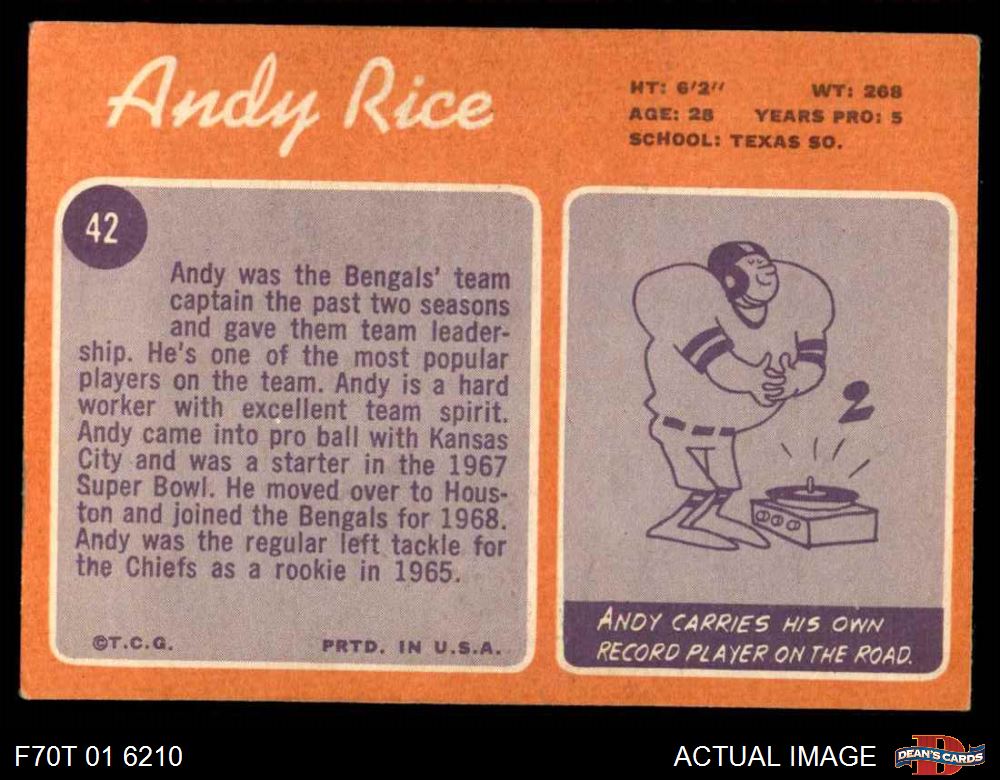 Andy Rice
HT: 6'2" WT: 268
AGE: 28 YEARS PRO: 5
SCHOOL: TEXAS SO.
42
Andy was the Bengals' team
captain the past two seasons
and gave them team leader-
ship. He's one of the most popular
players on the team. Andy is a hard
worker with excellent team spirit.
Andy came into pro ball with Kansas
City and was a starter in the 1967
Super Bowl. He moved over to Hous-
ton and joined the Bengals for 1968.
Andy was the regular left tackle for
the Chiefs as a rookie in 1965.
©T.C.G. PRTD. IN U.S.A.
2
ANDY CARRIES HIS OWN
RECORD PLAYER ON THE ROAD.
F70T 01 6210
ACTUAL IMAGE
D
DEAN'S CARDS